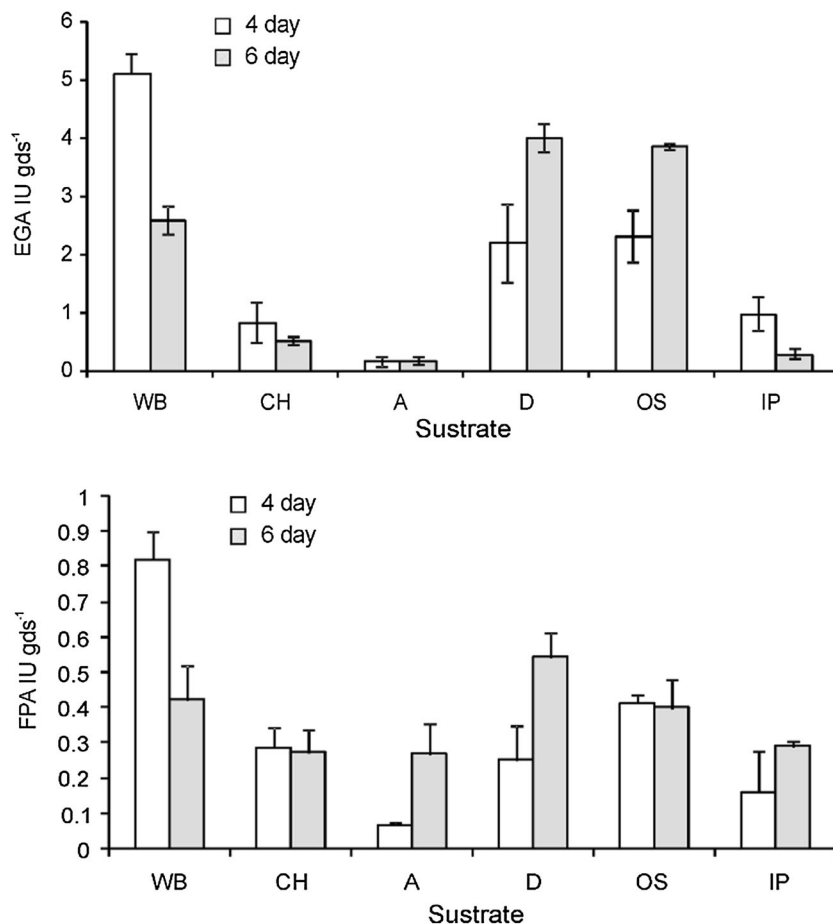 6
5
4
3
2
1
0
EGA IU gds⁻¹
4 day
6 day
WB CH A D OS IP
Sustrate
1
0.9
0.8
0.7
0.6
0.5
0.4
0.3
0.2
0.1
0
FPA IU gds⁻¹
4 day
6 day
WB CH A D OS IP
Sustrate